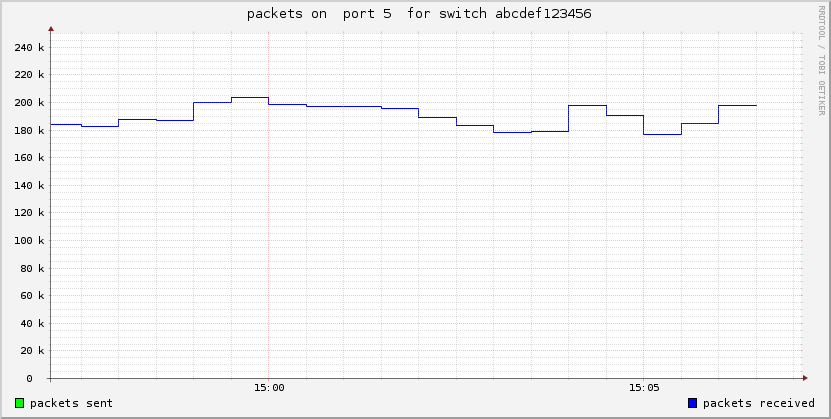 packets on  port 5  for switch abcdef123456
RRDTOOL / TOBI OETIKER
240 k
220 k
200 k
180 k
160 k
140 k
120 k
100 k
80 k
60 k
40 k
20 k
0
15:00 15:05
packets sent packets received